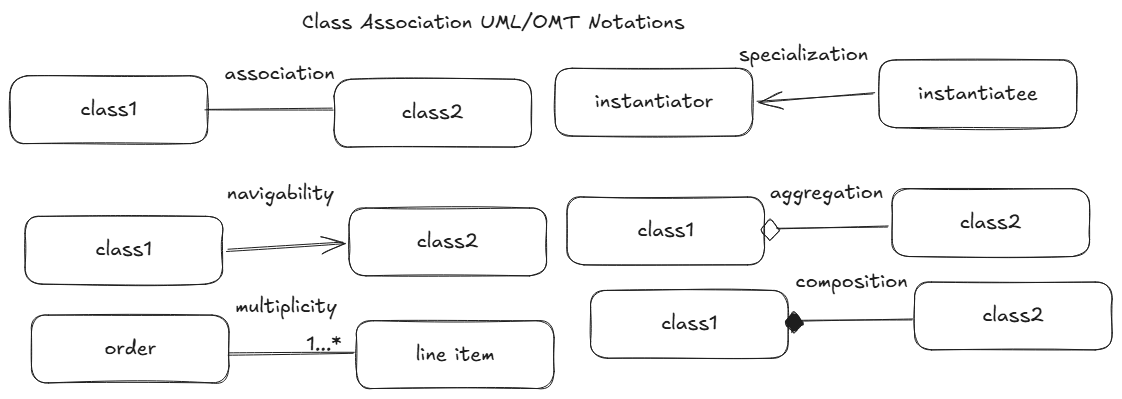 Class Association UML/OMT Notations
association
class1
class2
specialization
instantiator
instantiatee
navigability
class1
class2
aggregation
class1
class2
multiplicity
order
1...*
line item
composition
class1
class2